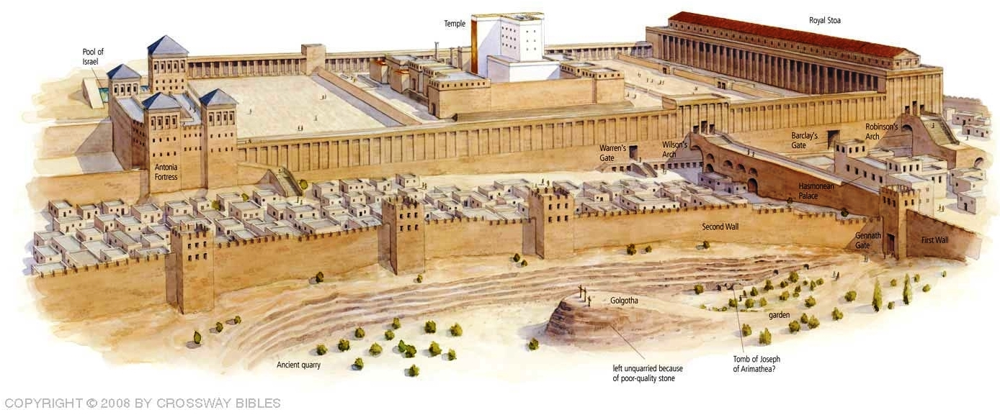 Temple
Royal Stoa
Pool of
Israel
Antonia
Fortress
Warren's
Gate
Wilson's
Arch
Barclay's
Gate
Robinson's
Arch
Hasmonean
Palace
Second Wall
Gennath
Gate
First Wall
Golgotha
garden
Ancient quarry
left unquarried because
of poor-quality stone
Tomb of Joseph
of Arimathea?
COPYRIGHT © 2008 BY CROSSWAY BIBLES